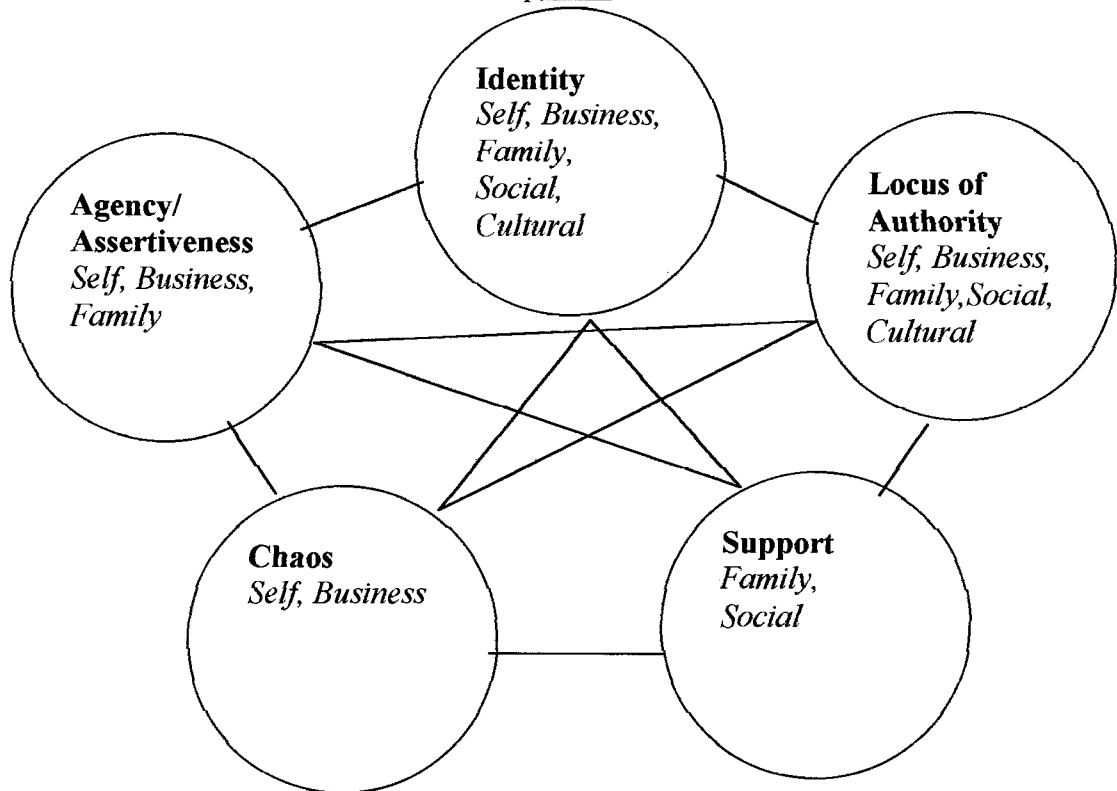 Identity
Self, Business,
Family,
Social,
Cultural
Agency/
Assertiveness
Self, Business,
Family
Locus of
Authority
Self, Business,
Family,Social,
Cultural
Chaos
Self, Business
Support
Family,
Social